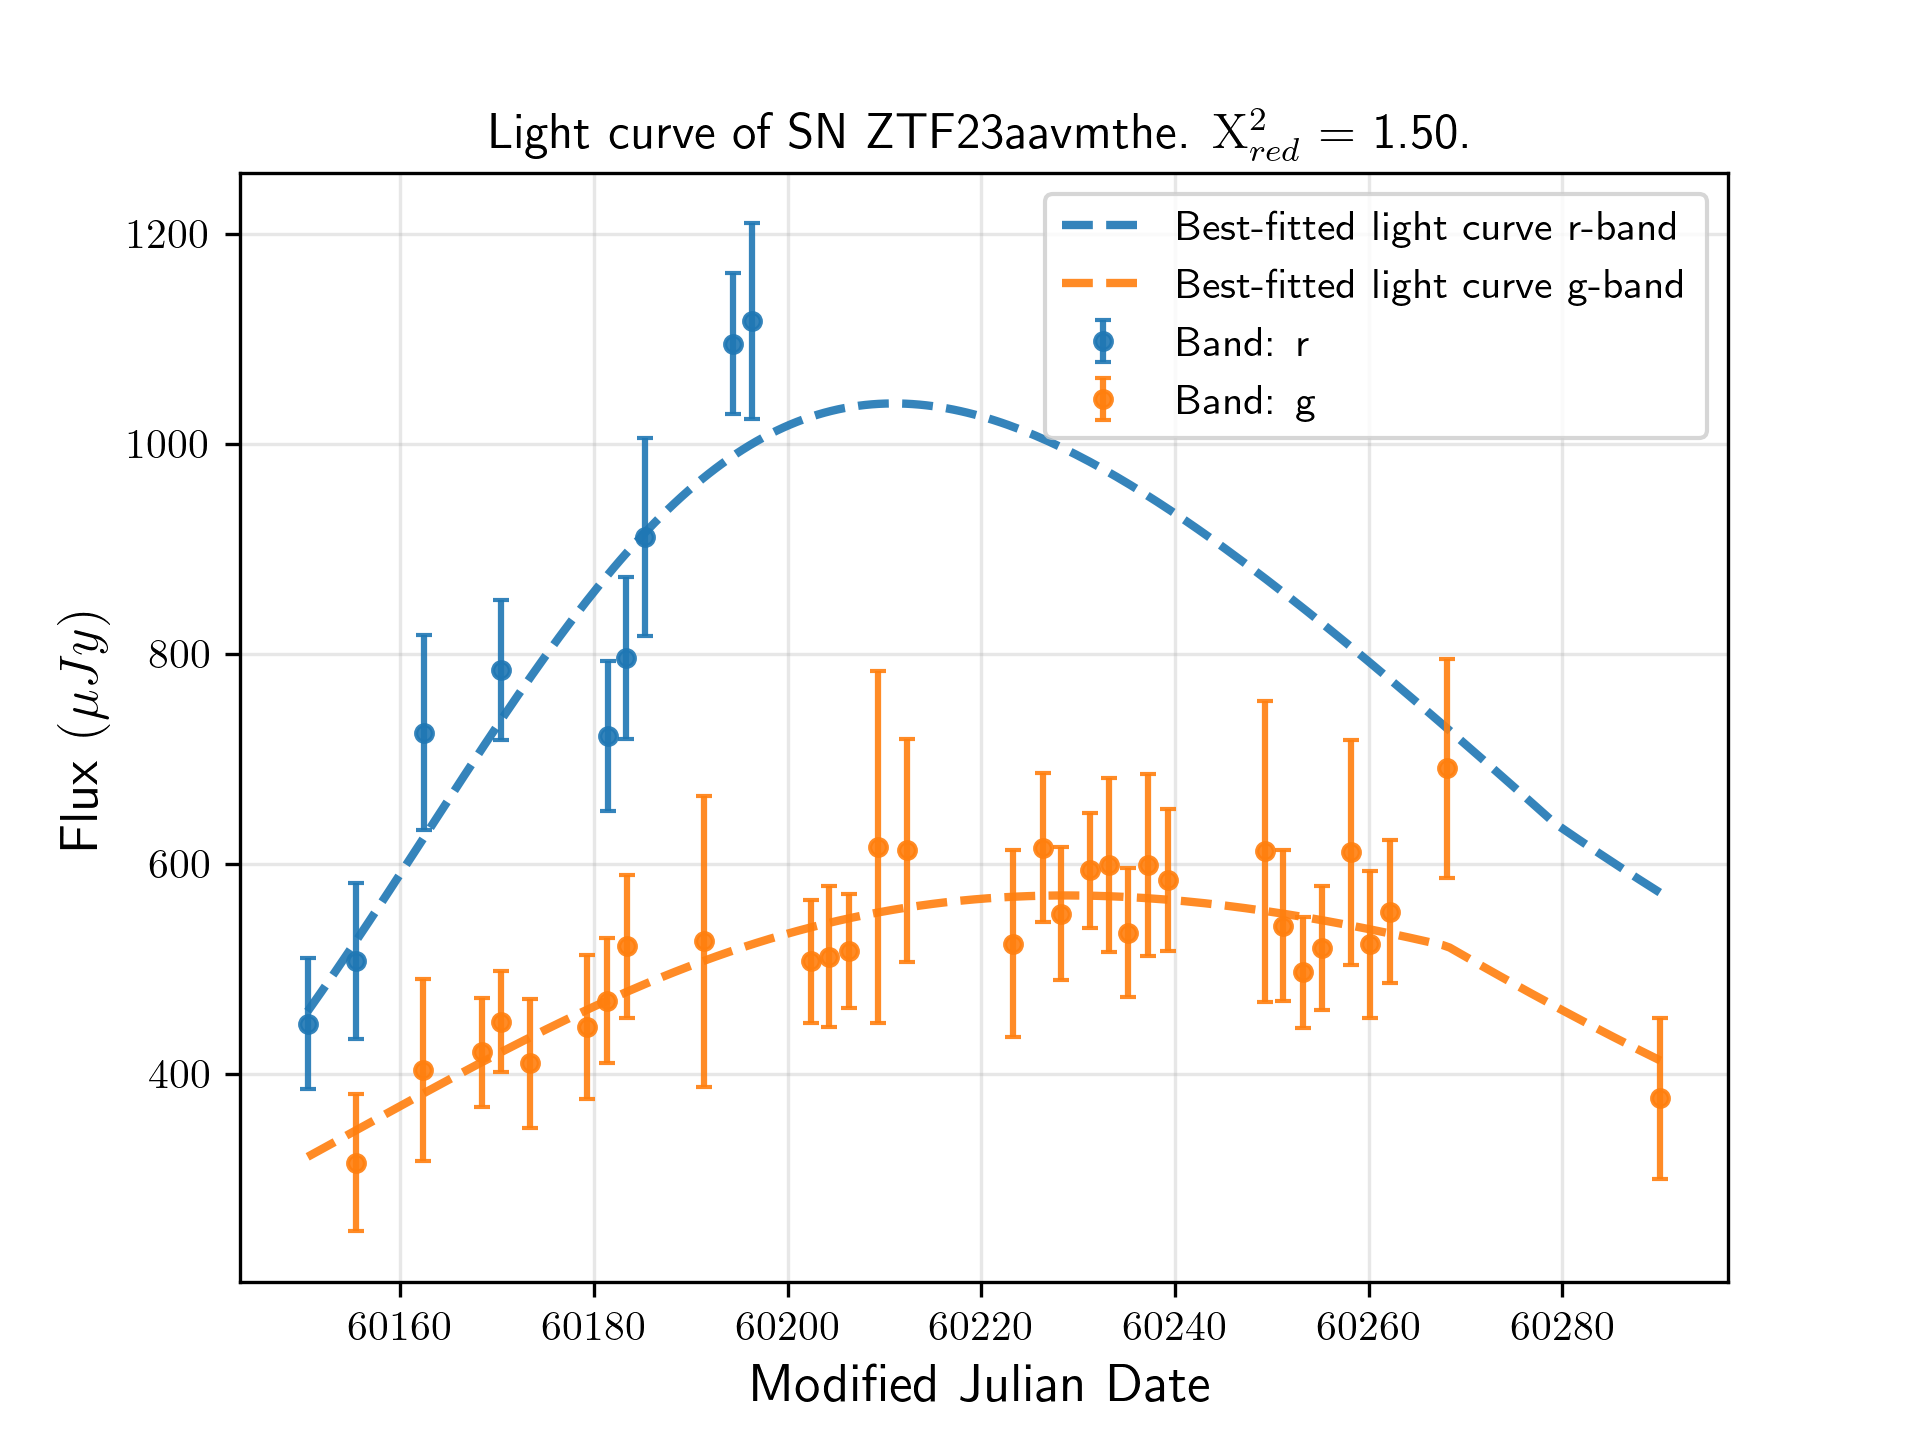 Light curve of SN ZTF23aavmthe. X²red = 1.50.
Best-fitted light curve r-band
Best-fitted light curve g-band
Band: r
Band: g
1200
1000
800
600
400
Flux (μJy)
60160 60180 60200 60220 60240 60260 60280
Modified Julian Date